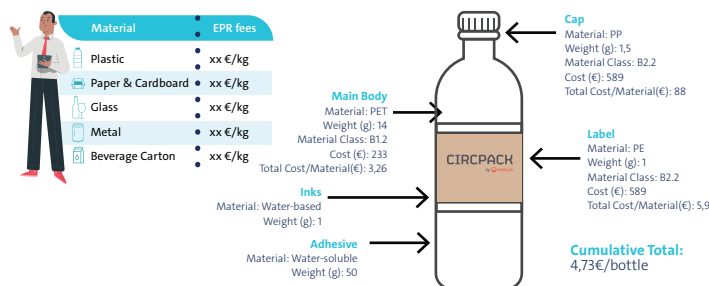 Material EPR fees
Plastic xx €/kg
Paper & Cardboard xx €/kg
Glass xx €/kg
Metal xx €/kg
Beverage Carton xx €/kg
Cap
Material: PP
Weight (g): 1,5
Material Class: B2.2
Cost (€): 589
Total Cost/Material(€): 88
Main Body
Material: PET
Weight (g): 14
Material Class: B1.2
Cost (€): 233
Total Cost/Material(€): 3,26
Label
Material: PE
Weight (g): 1
Material Class: B2.2
Cost (€): 589
Total Cost/Material(€): 5,9
CIRCPACK
by VEOLIA
Inks
Material: Water-based
Weight (g): 1
Adhesive
Material: Water-soluble
Weight (g): 50
Cumulative Total:
4,73€/bottle